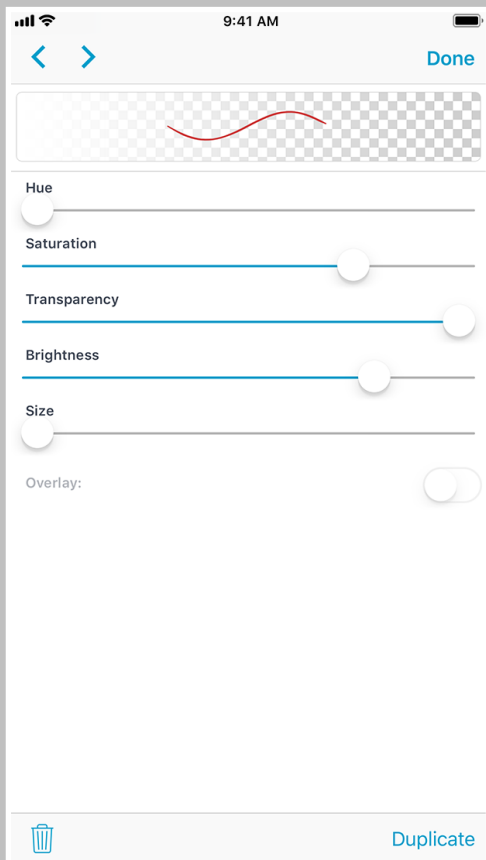 9:41 AM
Done
Hue
Saturation
Transparency
Brightness
Size
Overlay:
Duplicate